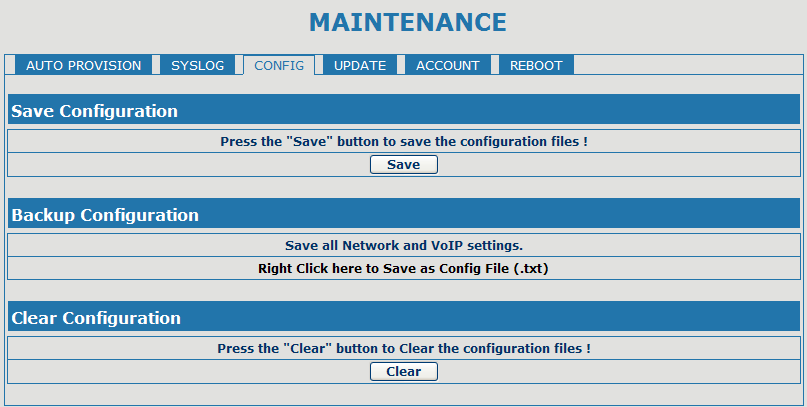 MAINTENANCE
AUTO PROVISION SYSLOG CONFIG UPDATE ACCOUNT REBOOT
Save Configuration
Press the "Save" button to save the configuration files !
Save
Backup Configuration
Save all Network and VoIP settings.
Right Click here to Save as Config File (.txt)
Clear Configuration
Press the "Clear" button to Clear the configuration files !
Clear